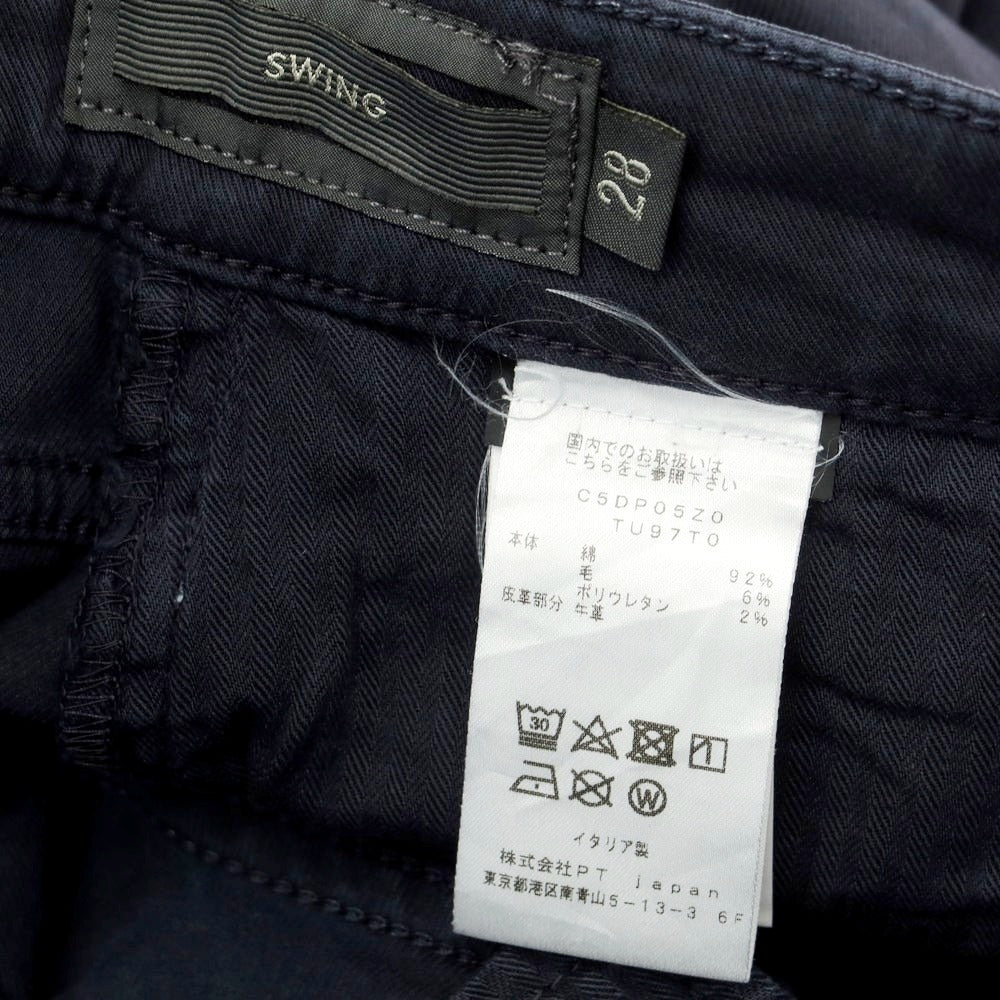 SWING
28
国内でのお取扱いは
こちらをご参照下さい
C5DP05Z0
TU97T0
本体 綿 92%
毛 6%
ポリウレタン 2%
皮革部分 牛革
30
W
イタリア製
株式会社PT japan
東京都港区南青山5-13-3 6F